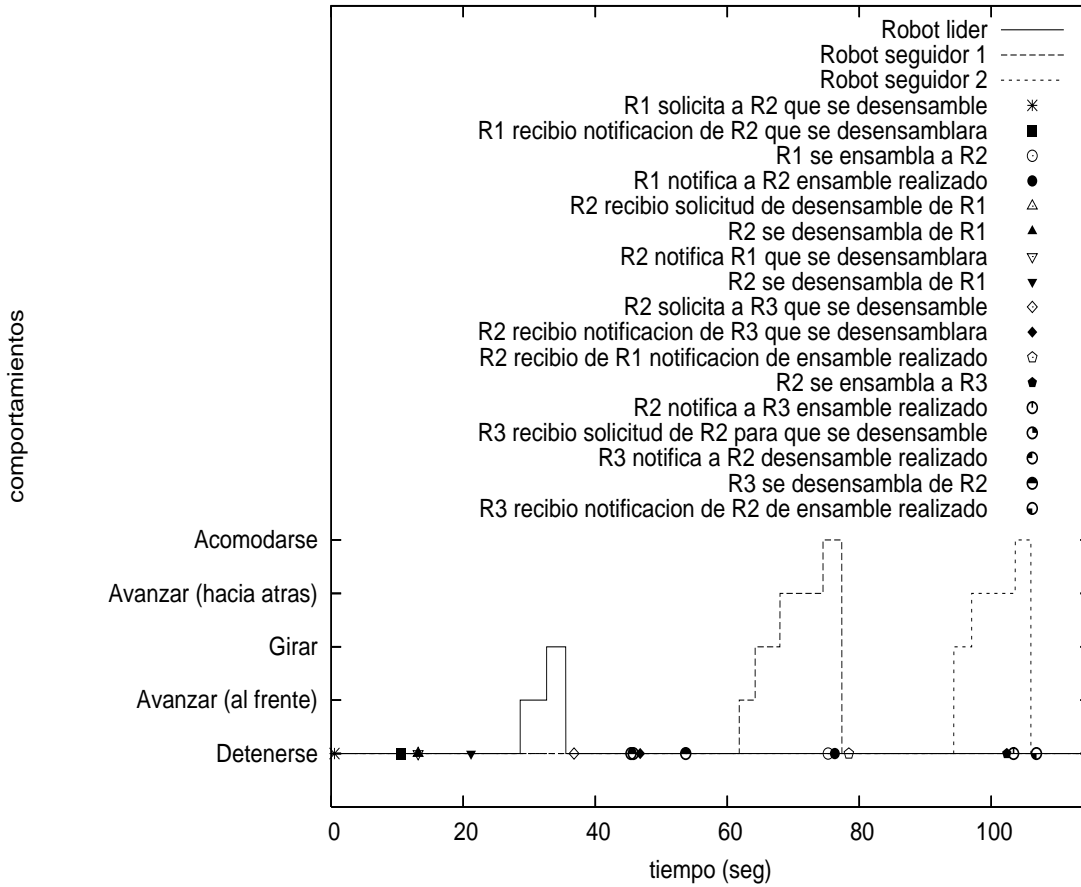 Robot lider
Robot seguidor 1
Robot seguidor 2
R1 solicita a R2 que se desensamble
R1 recibio notificacion de R2 que se desensamblara
R1 se ensambla a R2
R1 notifica a R2 ensamble realizado
R2 recibio solicitud de desensamble de R1
R2 se desensambla de R1
R2 notifica R1 que se desensamblara
R2 se desensambla de R1
R2 solicita a R3 que se desensamble
R2 recibio notificacion de R3 que se desensamblara
R2 recibio de R1 notificacion de ensamble realizado
R2 se ensambla a R3
R2 notifica a R3 ensamble realizado
R3 recibio solicitud de R2 para que se desensamble
R3 notifica a R2 desensamble realizado
R3 se desensambla de R2
R3 recibio notificacion de R2 de ensamble realizado
comportamientos
Acomodarse
Avanzar (hacia atras)
Girar
Avanzar (al frente)
Detenerse
0 20 40 60 80 100
tiempo (seg)